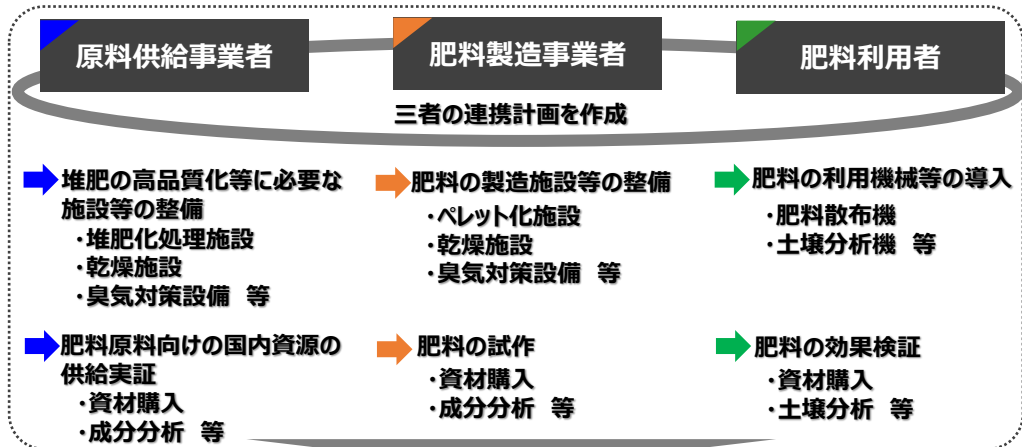 原料供給事業者
肥料製造事業者
肥料利用者
三者の連携計画を作成
堆肥の高品質化等に必要な
施設等の整備
・堆肥化処理施設
・乾燥施設
・臭気対策設備 等
肥料原料向けの国内資源の
供給実証
・資材購入
・成分分析 等
肥料の製造施設等の整備
・ペレット化施設
・乾燥施設
・臭気対策設備 等
肥料の試作
・資材購入
・成分分析 等
肥料の利用機械等の導入
・肥料散布機
・土壌分析機 等
肥料の効果検証
・資材購入
・土壌分析 等